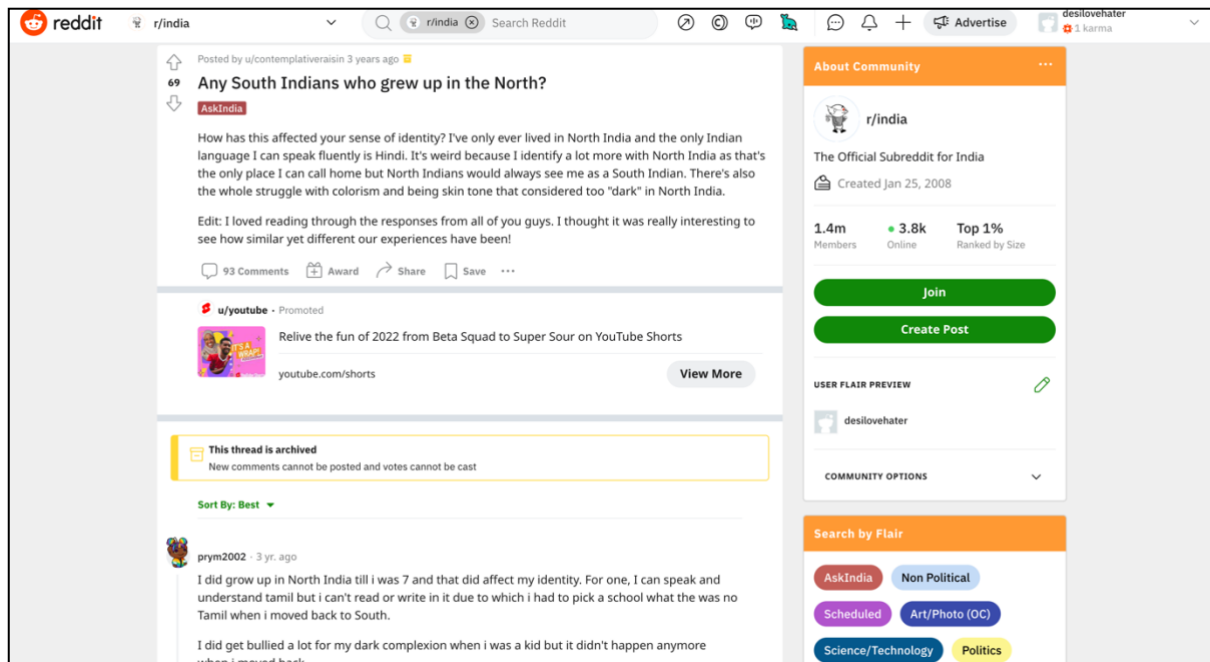 reddit r/india r/india Search Reddit Advertise desilovehater
1 karma
Posted by u/contemplativeraisin 3 years ago
69
Any South Indians who grew up in the North?
AskIndia
How has this affected your sense of identity? I've only ever lived in North India and the only Indian
language I can speak fluently is Hindi. It's weird because I identify a lot more with North India as that's
the only place I can call home but North Indians would always see me as a South Indian. There's also
the whole struggle with colorism and being skin tone that considered too "dark" in North India.
Edit: I loved reading through the responses from all of you guys. I thought it was really interesting to
see how similar yet different our experiences have been!
93 Comments Award Share Save
u/youtube · Promoted
IT'S A
WRAP!
Relive the fun of 2022 from Beta Squad to Super Sour on YouTube Shorts
youtube.com/shorts
View More
This thread is archived
New comments cannot be posted and votes cannot be cast
Sort By: Best
prym2002 · 3 yr. ago
I did grow up in North India till i was 7 and that did affect my identity. For one, I can speak and
understand tamil but i can't read or write in it due to which i had to pick a school what the was no
Tamil when i moved back to South.
I did get bullied a lot for my dark complexion when i was a kid but it didn't happen anymore
when i moved back
About Community
r/india
The Official Subreddit for India
Created Jan 25, 2008
1.4m 3.8k Top 1%
Members Online Ranked by Size
Join
Create Post
USER FLAIR PREVIEW
desilovehater
COMMUNITY OPTIONS
Search by Flair
AskIndia Non Political
Scheduled Art/Photo (OC)
Science/Technology Politics